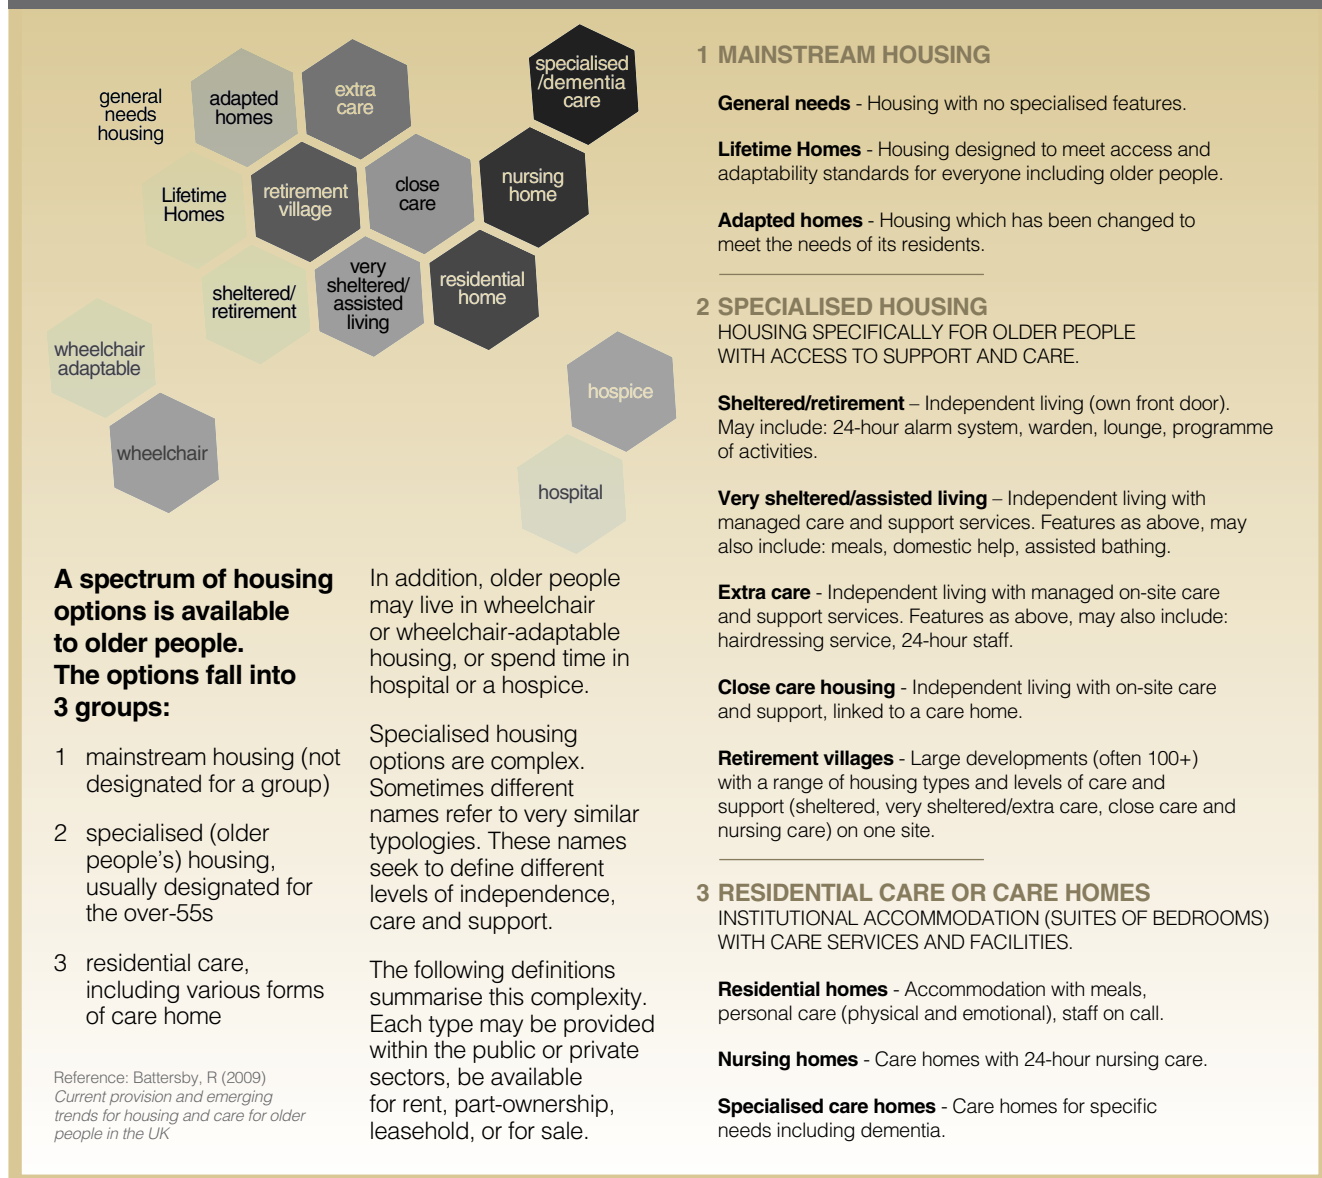 general
needs
housing
adapted
homes
extra
care
specialised
/dementia
care
Lifetime
Homes
retirement
village
close
care
nursing
home
sheltered/
retirement
very
sheltered/
assisted
living
residential
home
wheelchair
adaptable
wheelchair
hospice
hospital
A spectrum of housing
options is available
to older people.
The options fall into
3 groups:
1 mainstream housing (not
designated for a group)
2 specialised (older
people's) housing,
usually designated for
the over-55s
3 residential care,
including various forms
of care home
Reference: Battersby, R (2009)
Current provision and emerging
trends for housing and care for older
people in the UK
In addition, older people
may live in wheelchair
or wheelchair-adaptable
housing, or spend time in
hospital or a hospice.
Specialised housing
options are complex.
Sometimes different
names refer to very similar
typologies. These names
seek to define different
levels of independence,
care and support.
The following definitions
summarise this complexity.
Each type may be provided
within the public or private
sectors, be available
for rent, part-ownership,
leasehold, or for sale.
1 MAINSTREAM HOUSING
General needs - Housing with no specialised features.
Lifetime Homes - Housing designed to meet access and
adaptability standards for everyone including older people.
Adapted homes - Housing which has been changed to
meet the needs of its residents.
2 SPECIALISED HOUSING
HOUSING SPECIFICALLY FOR OLDER PEOPLE
WITH ACCESS TO SUPPORT AND CARE.
Sheltered/retirement – Independent living (own front door).
May include: 24-hour alarm system, warden, lounge, programme
of activities.
Very sheltered/assisted living – Independent living with
managed care and support services. Features as above, may
also include: meals, domestic help, assisted bathing.
Extra care - Independent living with managed on-site care
and support services. Features as above, may also include:
hairdressing service, 24-hour staff.
Close care housing - Independent living with on-site care
and support, linked to a care home.
Retirement villages - Large developments (often 100+)
with a range of housing types and levels of care and
support (sheltered, very sheltered/extra care, close care and
nursing care) on one site.
3 RESIDENTIAL CARE OR CARE HOMES
INSTITUTIONAL ACCOMMODATION (SUITES OF BEDROOMS)
WITH CARE SERVICES AND FACILITIES.
Residential homes - Accommodation with meals,
personal care (physical and emotional), staff on call.
Nursing homes - Care homes with 24-hour nursing care.
Specialised care homes - Care homes for specific
needs including dementia.